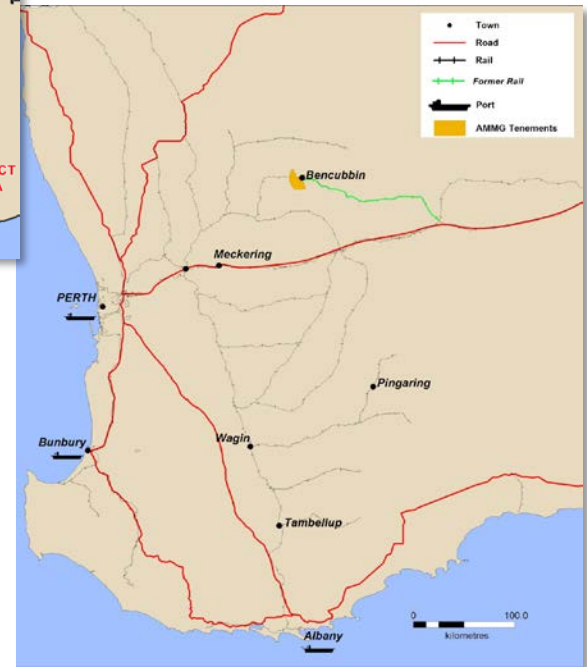 CT
A
Town
Road
Rail
Former Rail
Port
AMMG Tenements
Bencubbin
Meckering
PERTH
Pingaring
Bunbury
Wagin
Tambellup
Albany
0 100.0
kilometres